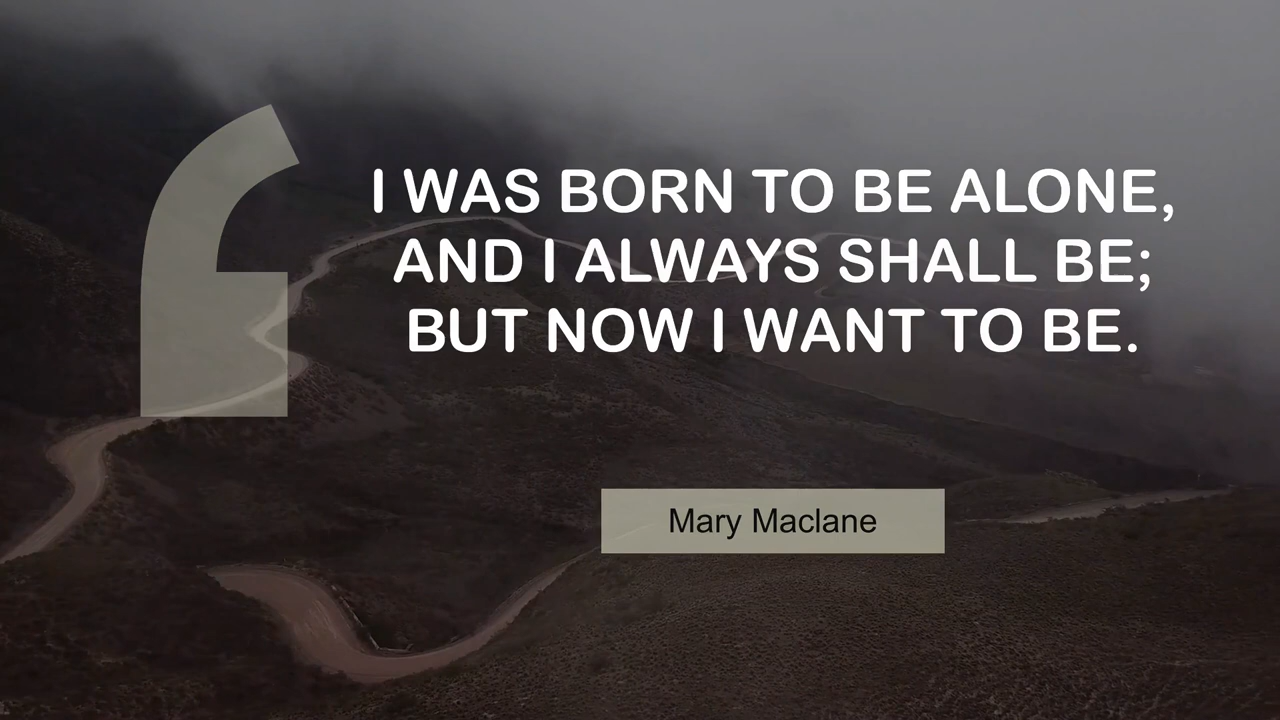 I WAS BORN TO BE ALONE,
AND I ALWAYS SHALL BE;
BUT NOW I WANT TO BE.
Mary Maclane